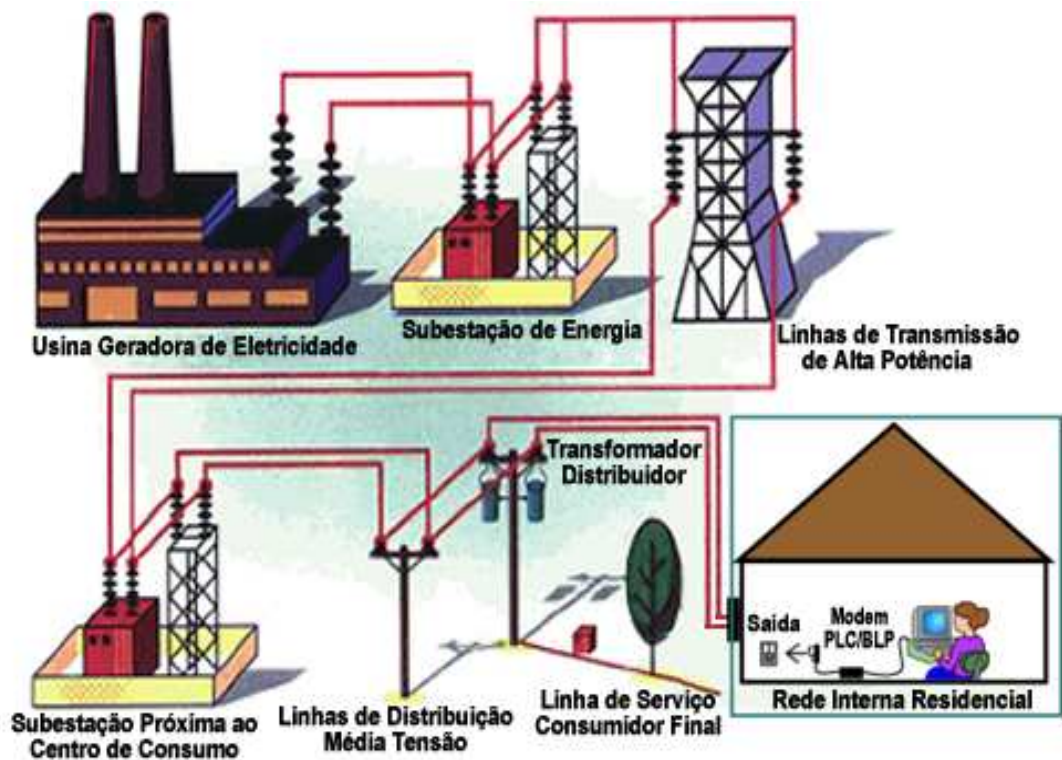 Usina Geradora de Eletricidade
Subestação de Energia
Linhas de Transmissão
de Alta Potência
Transformador
Distribuidor
Saída
Modem
PLC/BLP
Rede Interna Residencial
Subestação Próxima ao
Centro de Consumo
Linhas de Distribuição
Média Tensão
Linha de Serviço
Consumidor Final